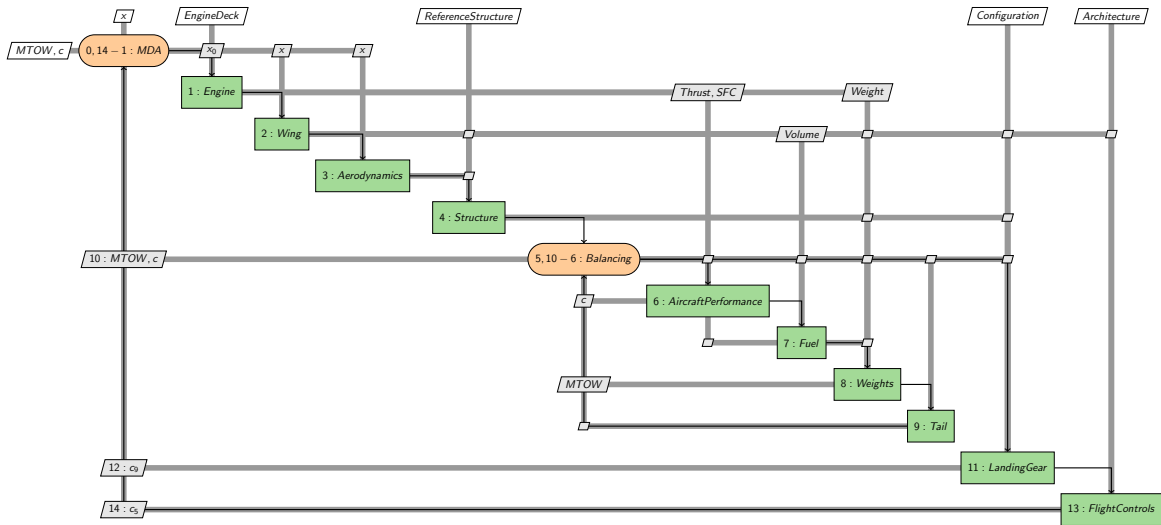 x
EngineDeck
ReferenceStructure
Configuration
Architecture
MTOW, c
0, 14 − 1 : MDA
x₀
x
x
1 : Engine
Thrust, SFC
Weight
2 : Wing
Volume
3 : Aerodynamics
4 : Structure
10 : MTOW, c
5, 10 − 6 : Balancing
c
6 : AircraftPerformance
7 : Fuel
MTOW
8 : Weights
9 : Tail
12 : c₉
11 : LandingGear
14 : c₅
13 : FlightControls